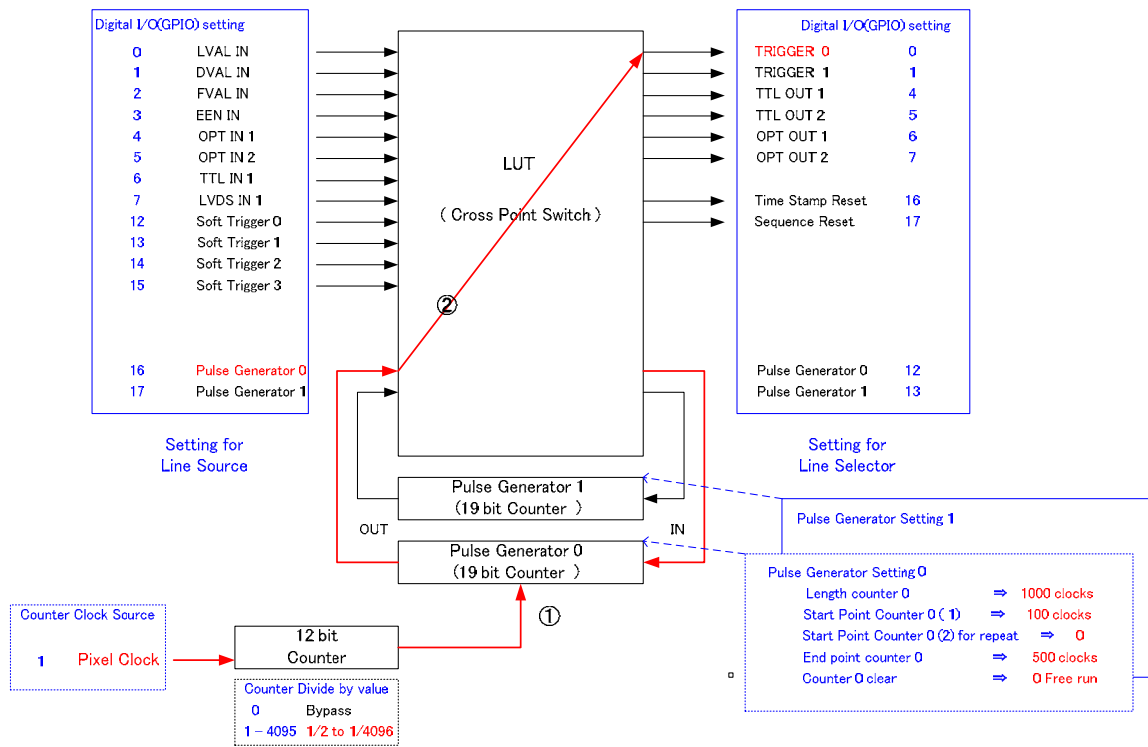 Digital I/O(GPIO) setting
0 LVAL IN
1 DVAL IN
2 FVAL IN
3 EEN IN
4 OPT IN 1
5 OPT IN 2
6 TTL IN 1
7 LVDS IN 1
12 Soft Trigger 0
13 Soft Trigger 1
14 Soft Trigger 2
15 Soft Trigger 3
16 Pulse Generator 0
17 Pulse Generator 1
Setting for
Line Source
LUT
( Cross Point Switch )
②
Digital I/O(GPIO) setting
TRIGGER 0 0
TRIGGER 1 1
TTL OUT 1 4
TTL OUT 2 5
OPT OUT 1 6
OPT OUT 2 7
Time Stamp Reset 16
Sequence Reset 17
Pulse Generator 0 12
Pulse Generator 1 13
Setting for
Line Selector
Pulse Generator 1
(19 bit Counter )
OUT
IN
Pulse Generator 0
(19 bit Counter )
①
Pulse Generator Setting 1
Pulse Generator Setting 0
Length counter 0 ⇒ 1000 clocks
Start Point Counter 0 ( 1 ) ⇒ 100 clocks
Start Point Counter 0 (2) for repeat ⇒ 0
End point counter 0 ⇒ 500 clocks
Counter 0 clear ⇒ 0 Free run
Counter Clock Source
1 Pixel Clock
12 bit
Counter
Counter Divide by value
0 Bypass
1 - 4095 1/2 to 1/4096